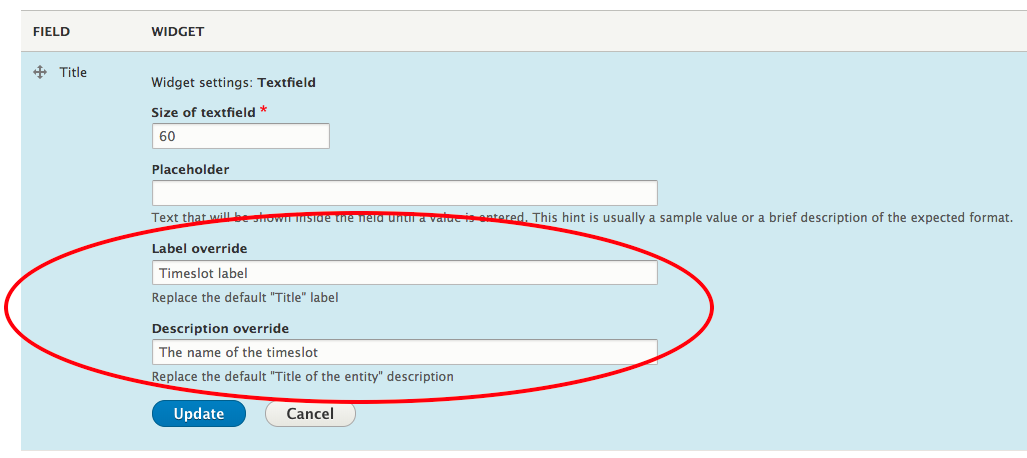 FIELD WIDGET
Title
Widget settings: Textfield
Size of textfield *
60
Placeholder
Text that will be shown inside the field until a value is entered. This hint is usually a sample value or a brief description of the expected format.
Label override
Timeslot label
Replace the default "Title" label
Description override
The name of the timeslot
Replace the default "Title of the entity" description
Update Cancel